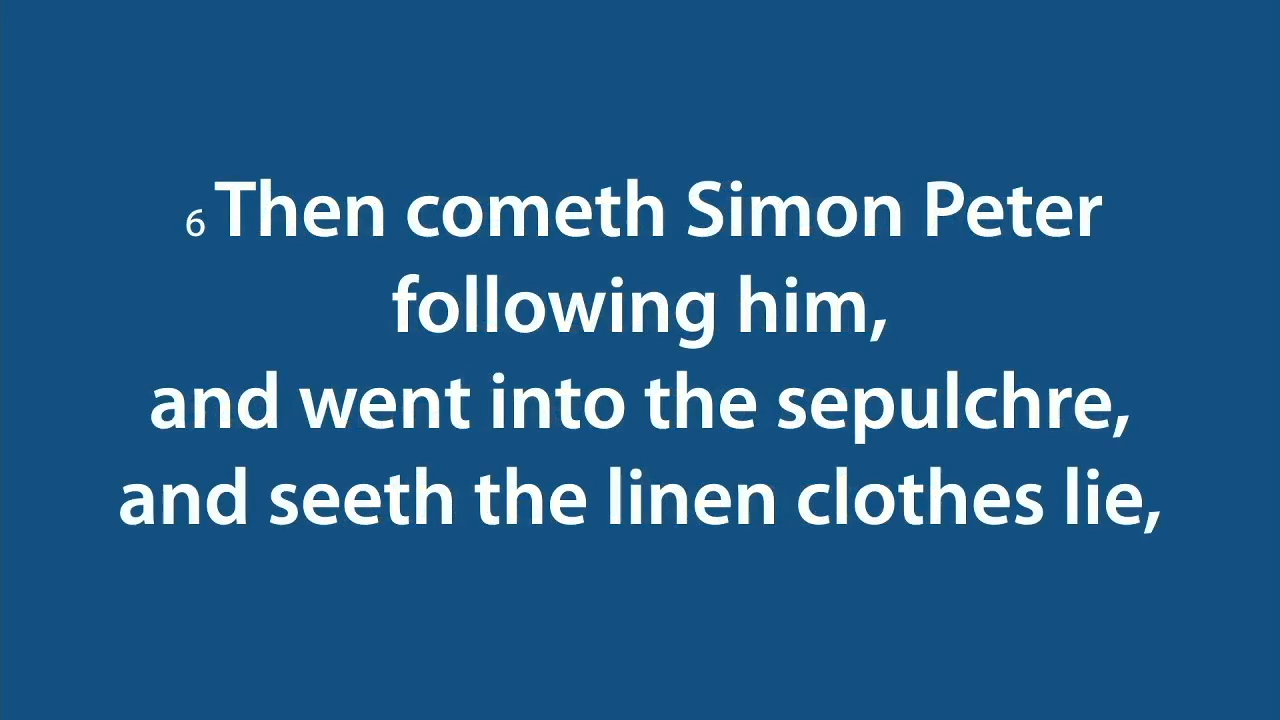 6 Then cometh Simon Peter
following him,
and went into the sepulchre,
and seeth the linen clothes lie,